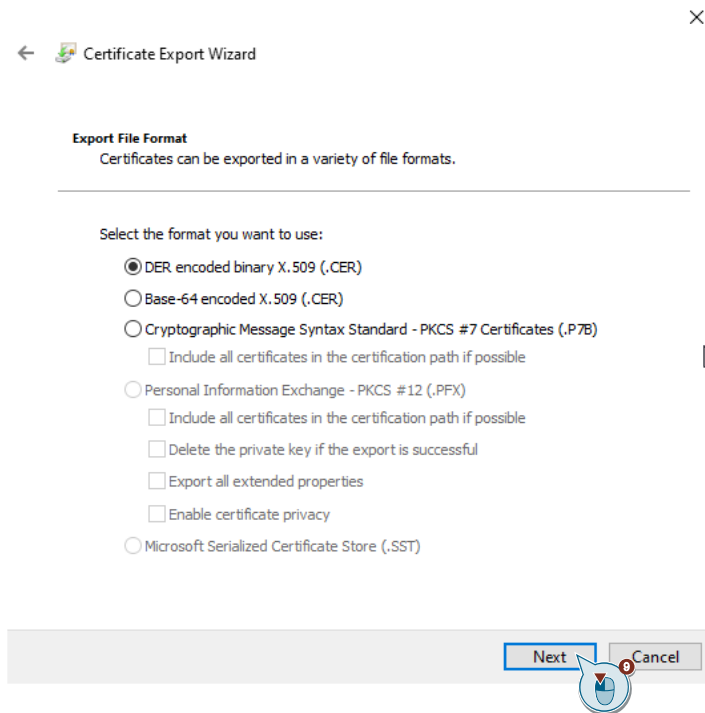 Certificate Export Wizard
Export File Format
Certificates can be exported in a variety of file formats.
Select the format you want to use:
DER encoded binary X.509 (.CER)
Base-64 encoded X.509 (.CER)
Cryptographic Message Syntax Standard - PKCS #7 Certificates (.P7B)
Include all certificates in the certification path if possible
Personal Information Exchange - PKCS #12 (.PFX)
Include all certificates in the certification path if possible
Delete the private key if the export is successful
Export all extended properties
Enable certificate privacy
Microsoft Serialized Certificate Store (.SST)
Next Cancel
9